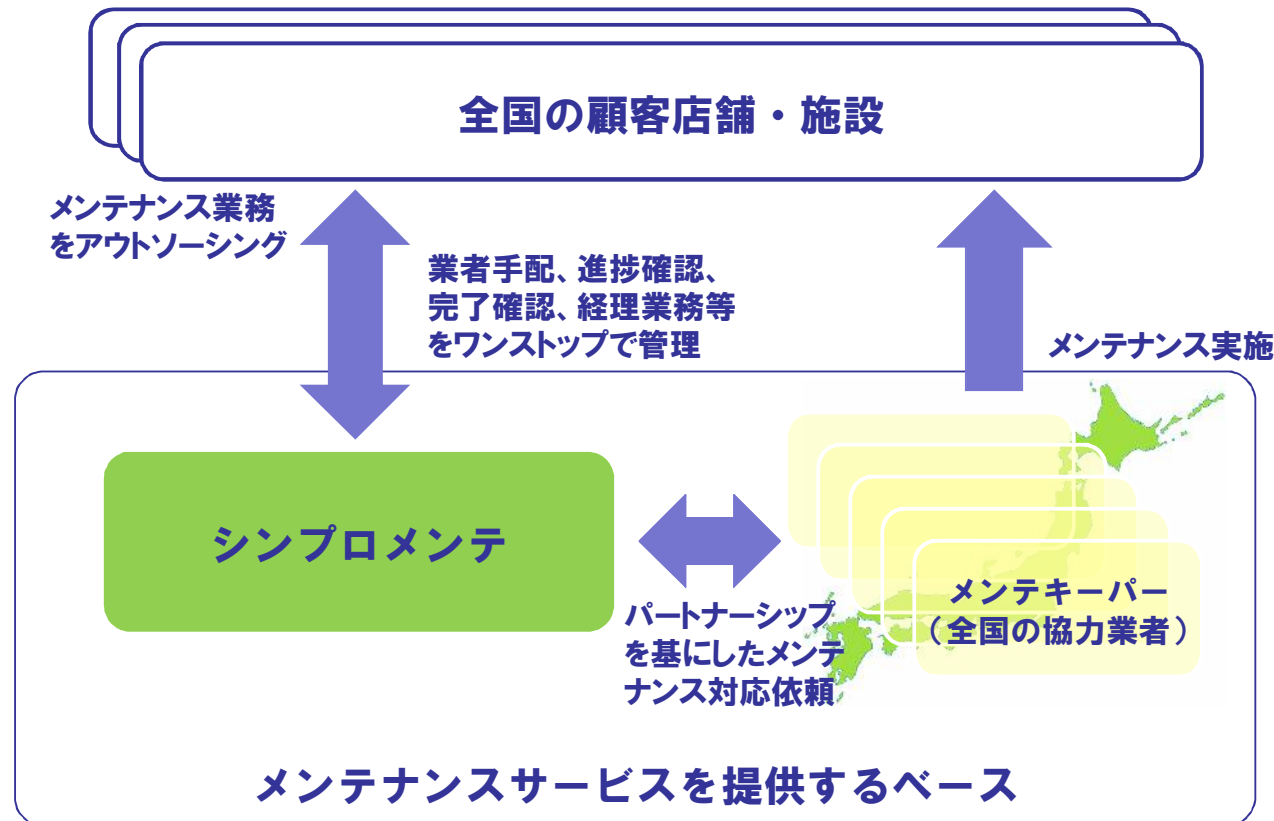 全国の顧客店舗・施設
メンテナンス業務
をアウトソーシング
業者手配、進捗確認、
完了確認、経理業務等
をワンストップで管理
メンテナンス実施
シンプロメンテ
パートナーシップ
を基にしたメンテ
ナンス対応依頼
メンテキーパー
（全国の協力業者）
メンテナンスサービスを提供するベース